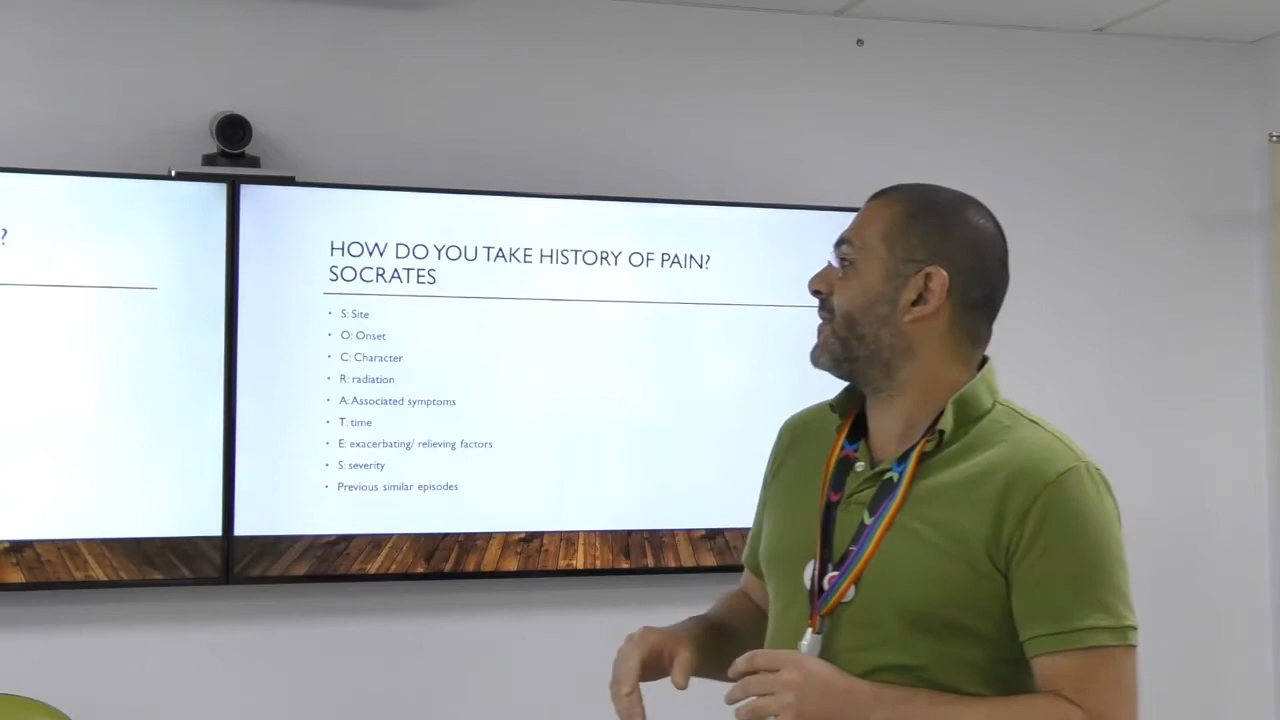 ?
HOW DO YOU TAKE HISTORY OF PAIN?
SOCRATES
• S: Site
• O: Onset
• C: Character
• R: radiation
• A: Associated symptoms
• T: time
• E: exacerbating/ relieving factors
• S: severity
• Previous similar episodes